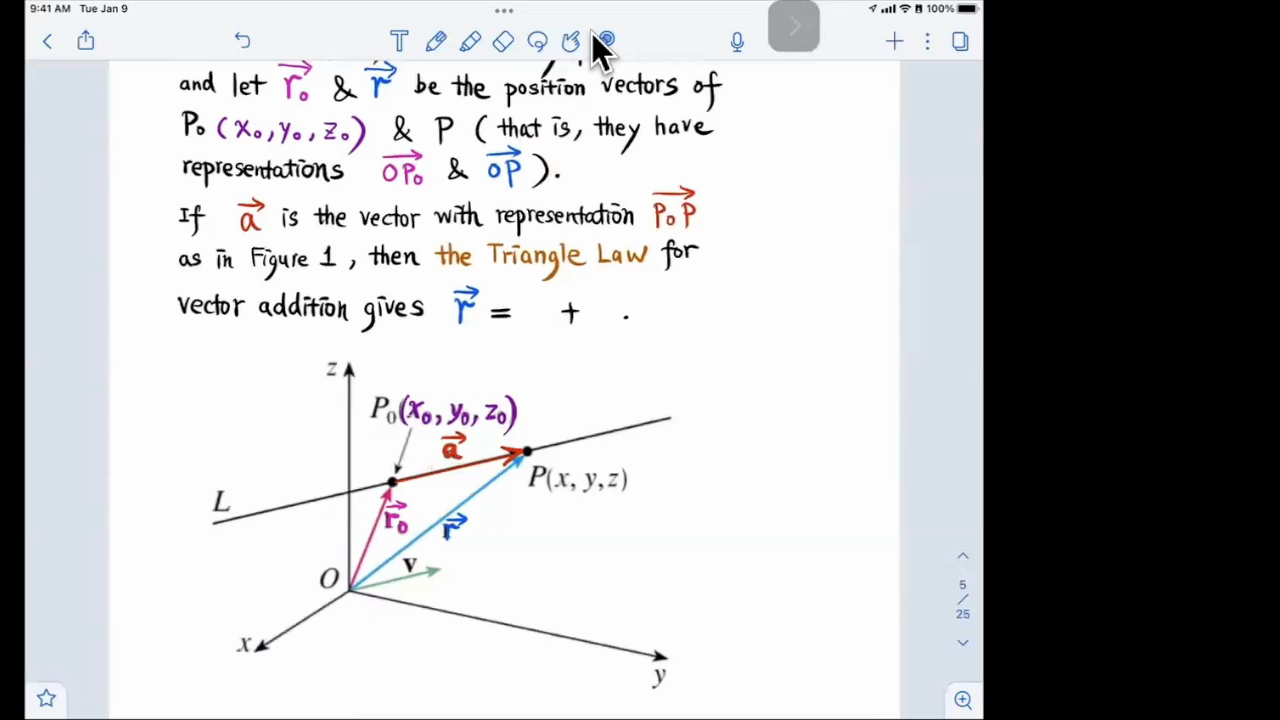 9:41 AM Tue Jan 9
100%
and let r₀ & r be the position vectors of
P₀ (x₀, y₀, z₀) & P (that is, they have
representations OP₀ & OP).
If a is the vector with representation P₀P
as in Figure 1, then the Triangle Law for
vector addition gives r = + .
z
P₀(x₀, y₀, z₀)
a
P(x, y, z)
L
r₀
r
v
O
x
y
5
/
25